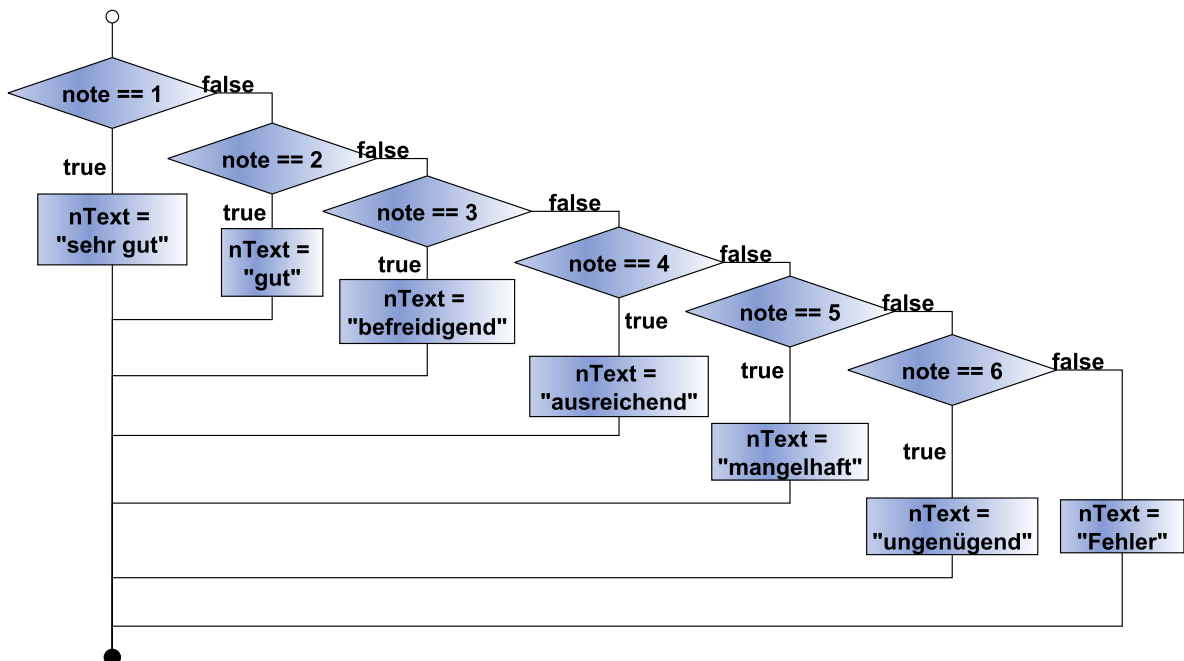 note == 1
false
true
nText =
"sehr gut"
note == 2
false
true
nText =
"gut"
note == 3
false
true
nText =
"befreidigend"
note == 4
false
true
nText =
"ausreichend"
note == 5
false
true
nText =
"mangelhaft"
note == 6
false
true
nText =
"ungenügend"
nText =
"Fehler"